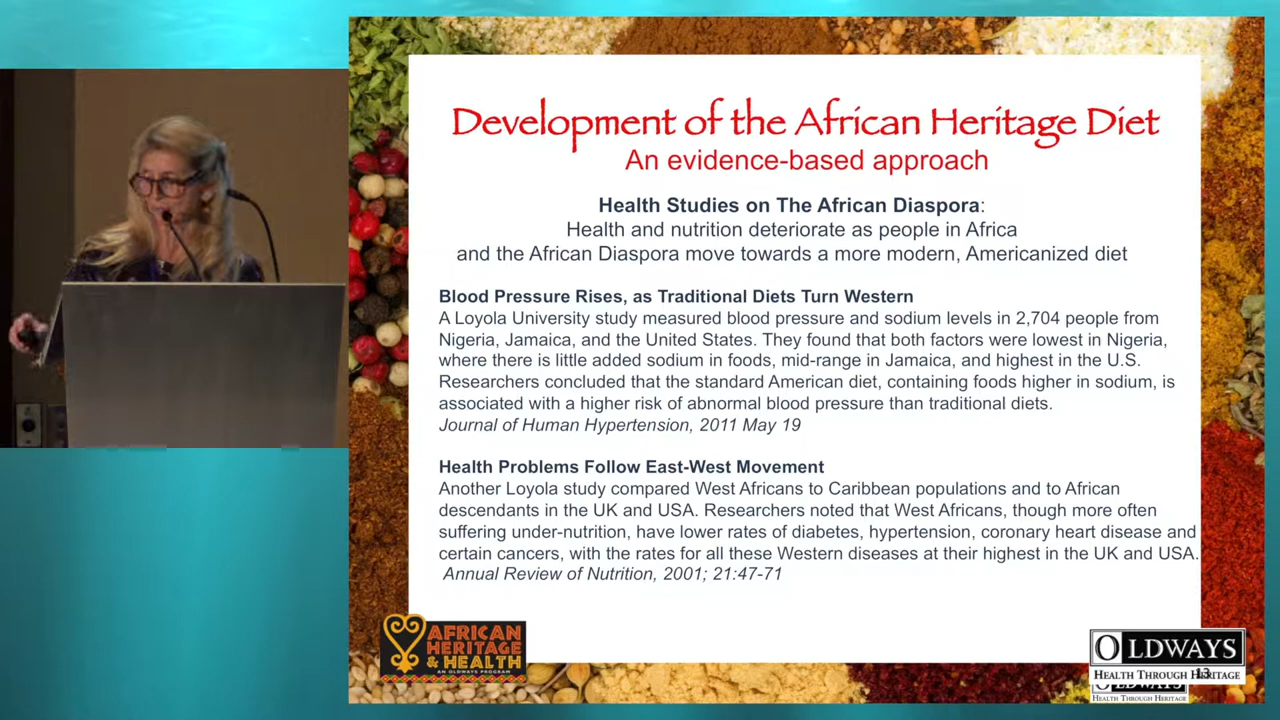 Development of the African Heritage Diet
An evidence-based approach
Health Studies on The African Diaspora:
Health and nutrition deteriorate as people in Africa
and the African Diaspora move towards a more modern, Americanized diet
Blood Pressure Rises, as Traditional Diets Turn Western
A Loyola University study measured blood pressure and sodium levels in 2,704 people from
Nigeria, Jamaica, and the United States. They found that both factors were lowest in Nigeria,
where there is little added sodium in foods, mid-range in Jamaica, and highest in the U.S.
Researchers concluded that the standard American diet, containing foods higher in sodium, is
associated with a higher risk of abnormal blood pressure than traditional diets.
Journal of Human Hypertension, 2011 May 19
Health Problems Follow East-West Movement
Another Loyola study compared West Africans to Caribbean populations and to African
descendants in the UK and USA. Researchers noted that West Africans, though more often
suffering under-nutrition, have lower rates of diabetes, hypertension, coronary heart disease and
certain cancers, with the rates for all these Western diseases at their highest in the UK and USA.
Annual Review of Nutrition, 2001; 21:47-71
AFRICAN
HERITAGE
& HEALTH
AN OLDWAYS PROGRAM
OLDWAYS
HEALTH THROUGH HERITAGE
13
OLDWAYS
HEALTH THROUGH HERITAGE